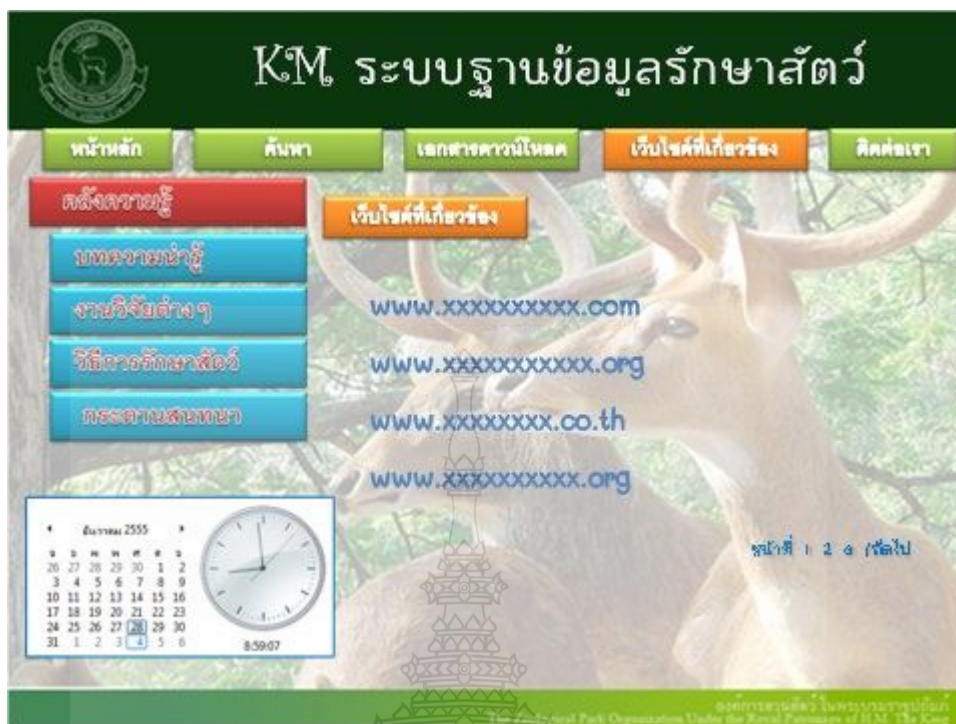 KM ระบบฐานข้อมูลรักษาสัตว์
หน้าหลัก ค้นหา เอกสารดาวน์โหลด เว็บไซต์ที่เกี่ยวข้อง ติดต่อเรา
คลังความรู้
เว็บไซต์ที่เกี่ยวข้อง
บทความน่ารู้
งานวิจัยต่างๆ
วิธีการรักษาสัตว์
กระดานสนทนา
www.xxxxxxxxxx.com
www.xxxxxxxxxxx.org
www.xxxxxxxxx.co.th
www.xxxxxxxxxx.org
ธันวาคม 2555
26 27 28 29 30 1 2
3 4 5 6 7 8 9
10 11 12 13 14 15 16
17 18 19 20 21 22 23
24 25 26 27 28 29 30
31 1 2 3 4 5 6
8:59:07
หน้าที่ 1 2 3 /ถัดไป
องค์การสวนสัตว์ ในพระบรมราชูปถัมภ์
The Zoological Park Organization Under the Royal Patronage of